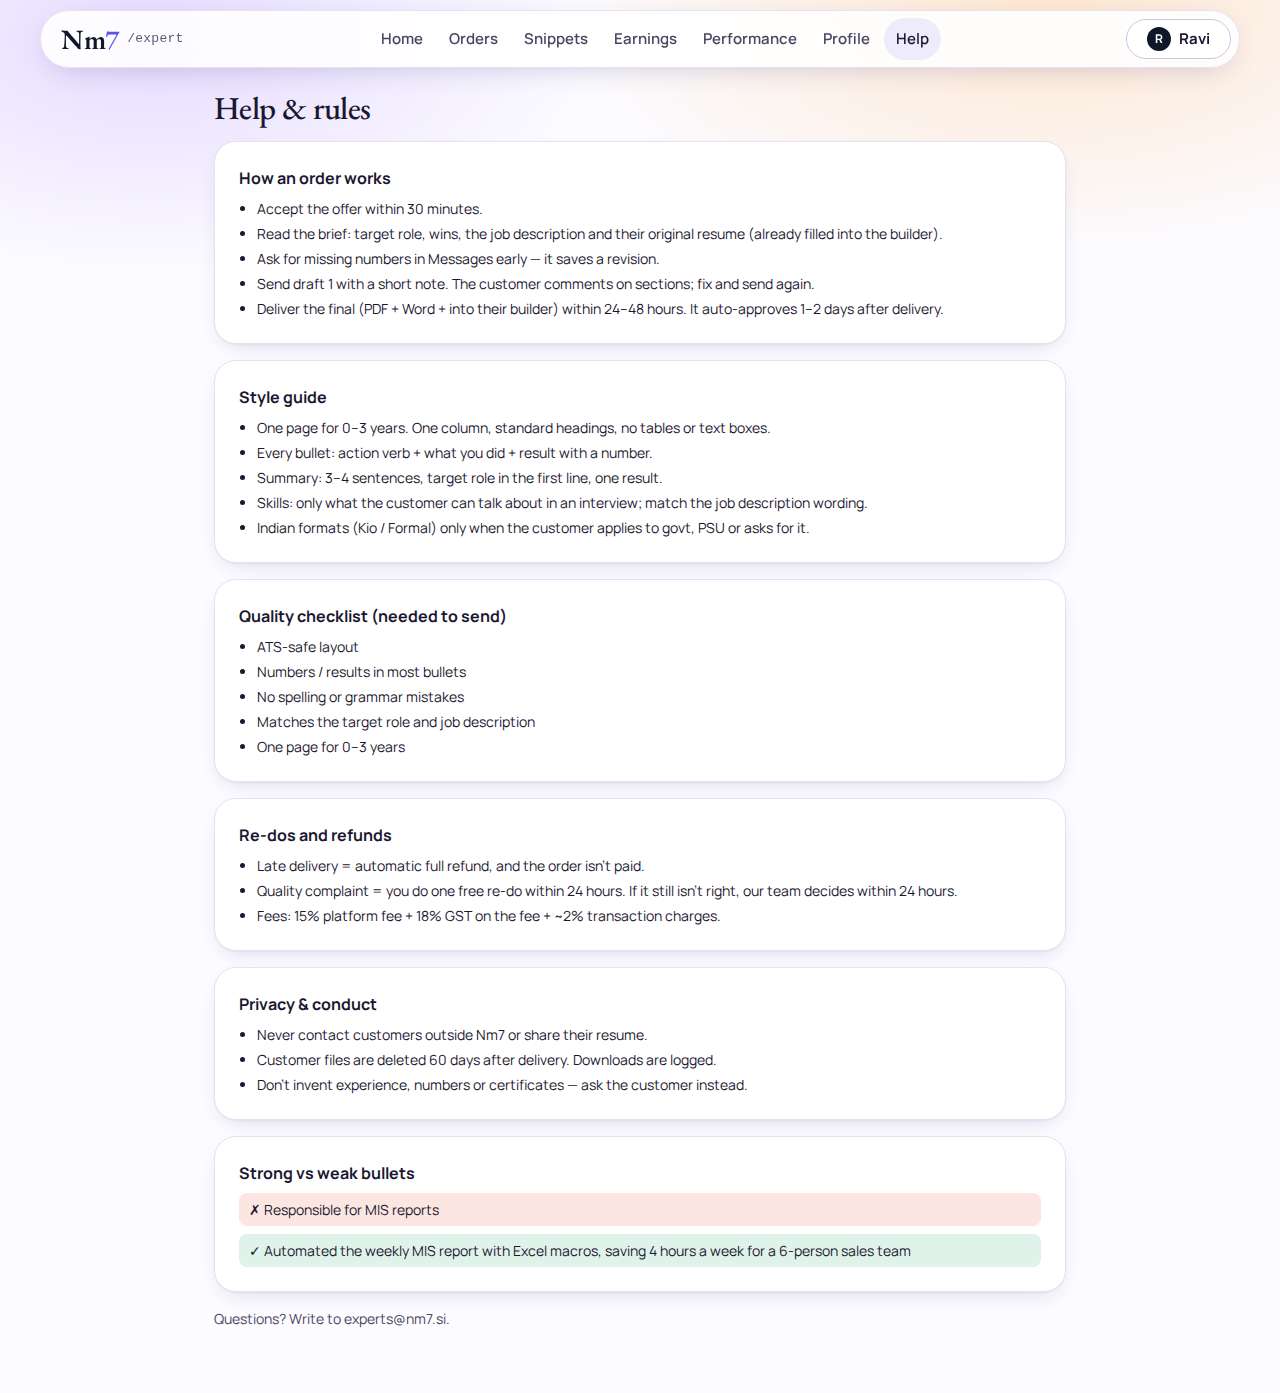 Nm7 /expert
Home Orders Snippets Earnings Performance Profile Help
R Ravi
Help & rules
How an order works
• Accept the offer within 30 minutes.
• Read the brief: target role, wins, the job description and their original resume (already filled into the builder).
• Ask for missing numbers in Messages early — it saves a revision.
• Send draft 1 with a short note. The customer comments on sections; fix and send again.
• Deliver the final (PDF + Word + into their builder) within 24–48 hours. It auto-approves 1–2 days after delivery.
Style guide
• One page for 0–3 years. One column, standard headings, no tables or text boxes.
• Every bullet: action verb + what you did + result with a number.
• Summary: 3–4 sentences, target role in the first line, one result.
• Skills: only what the customer can talk about in an interview; match the job description wording.
• Indian formats (Kio / Formal) only when the customer applies to govt, PSU or asks for it.
Quality checklist (needed to send)
• ATS-safe layout
• Numbers / results in most bullets
• No spelling or grammar mistakes
• Matches the target role and job description
• One page for 0–3 years
Re-dos and refunds
• Late delivery = automatic full refund, and the order isn't paid.
• Quality complaint = you do one free re-do within 24 hours. If it still isn't right, our team decides within 24 hours.
• Fees: 15% platform fee + 18% GST on the fee + ~2% transaction charges.
Privacy & conduct
• Never contact customers outside Nm7 or share their resume.
• Customer files are deleted 60 days after delivery. Downloads are logged.
• Don't invent experience, numbers or certificates — ask the customer instead.
Strong vs weak bullets
✗ Responsible for MIS reports
✓ Automated the weekly MIS report with Excel macros, saving 4 hours a week for a 6-person sales team
Questions? Write to experts@nm7.si.